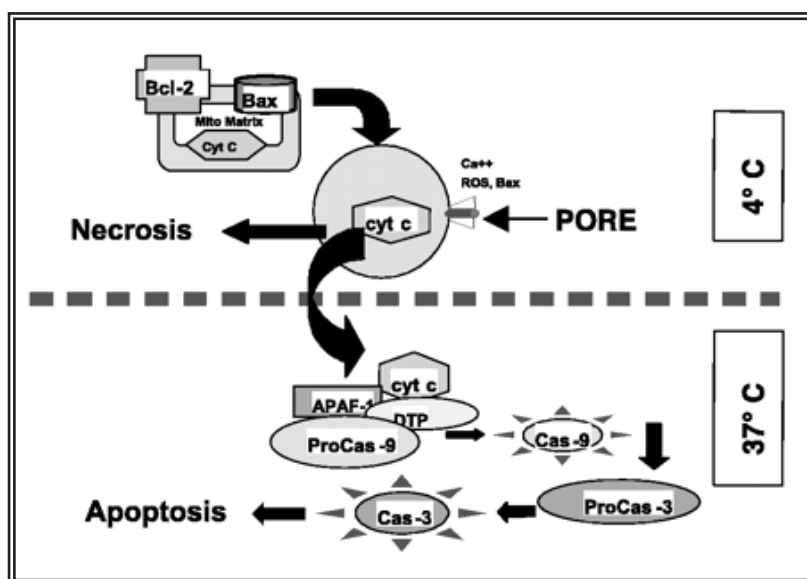 Bcl-2
Bax
Mito Matrix
Cyt C
Ca++
ROS, Bax
cyt c
PORE
Necrosis
4° C
cyt c
APAF-1
DTP
ProCas-9
Cas-9
37° C
ProCas-3
Cas-3
Apoptosis